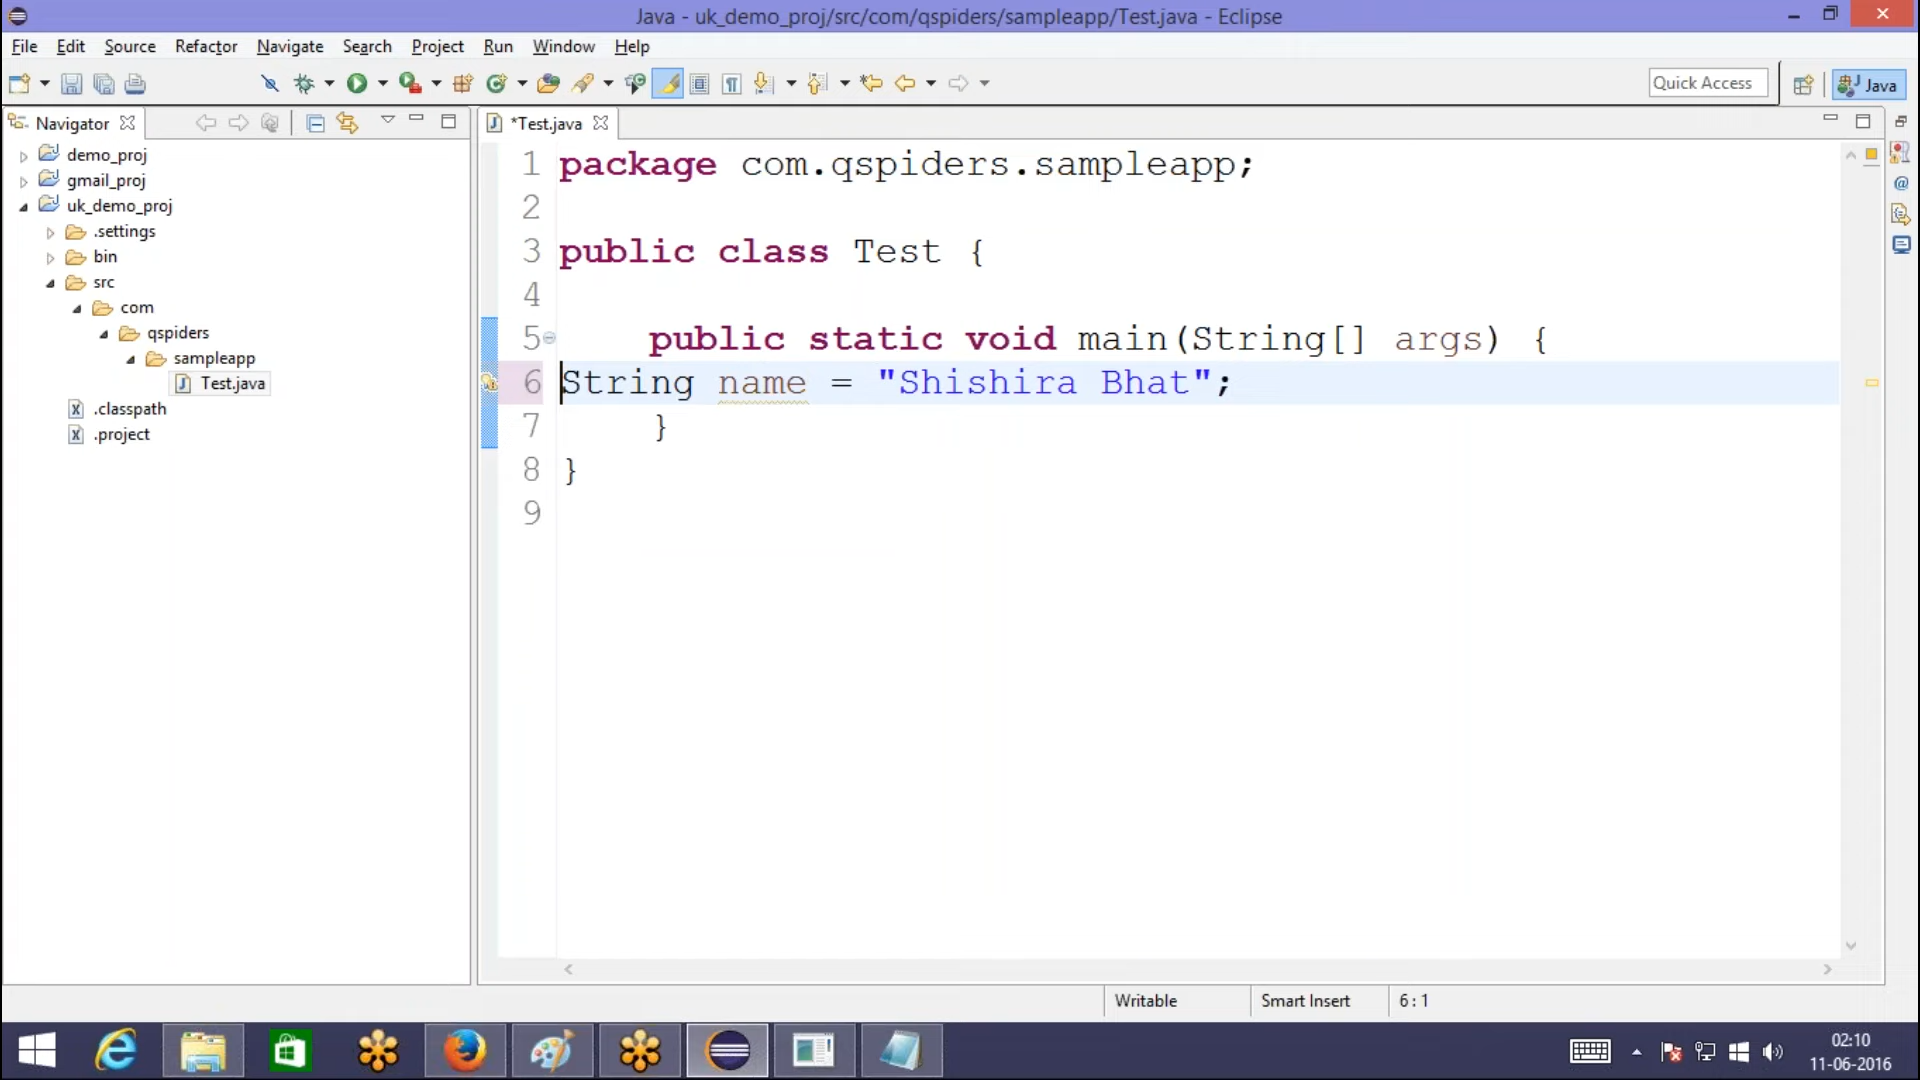 Java - uk_demo_proj/src/com/qspiders/sampleapp/Test.java - Eclipse
File Edit Source Refactor Navigate Search Project Run Window Help
Quick Access
Java
Navigator
*Test.java
demo_proj
gmail_proj
uk_demo_proj
.settings
bin
src
com
qspiders
sampleapp
Test.java
.classpath
.project
1 package com.qspiders.sampleapp;
2
3 public class Test {
4
5 public static void main(String[] args) {
6 String name = "Shishira Bhat";
7 }
8 }
9
Writable
Smart Insert
6 : 1
02:10
11-06-2016